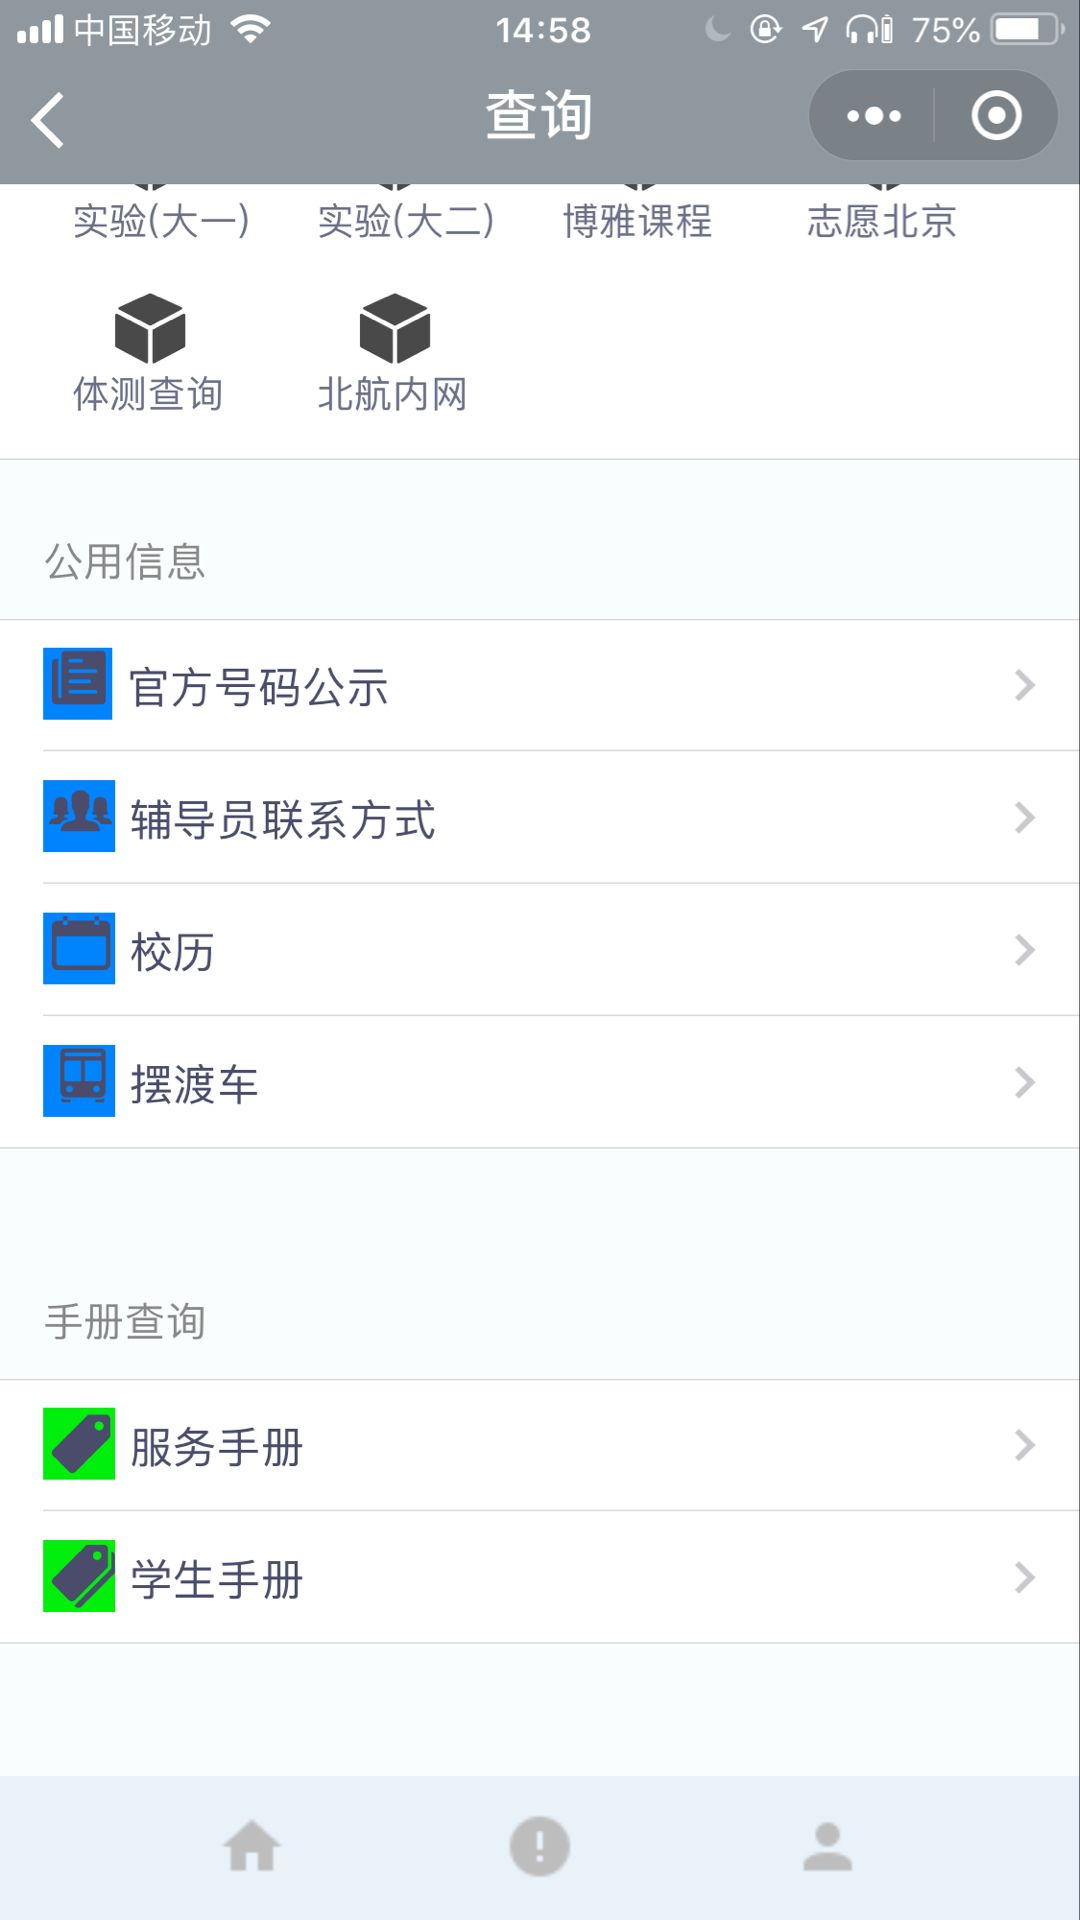 中国移动 14:58 75%
查询
实验(大一) 实验(大二) 博雅课程 志愿北京
体测查询 北航内网
公用信息
官方号码公示
辅导员联系方式
校历
摆渡车
手册查询
服务手册
学生手册